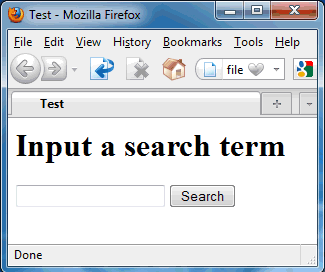 Test - Mozilla Firefox
File Edit View History Bookmarks Tools Help
file
Test
Input a search term
Search
Done